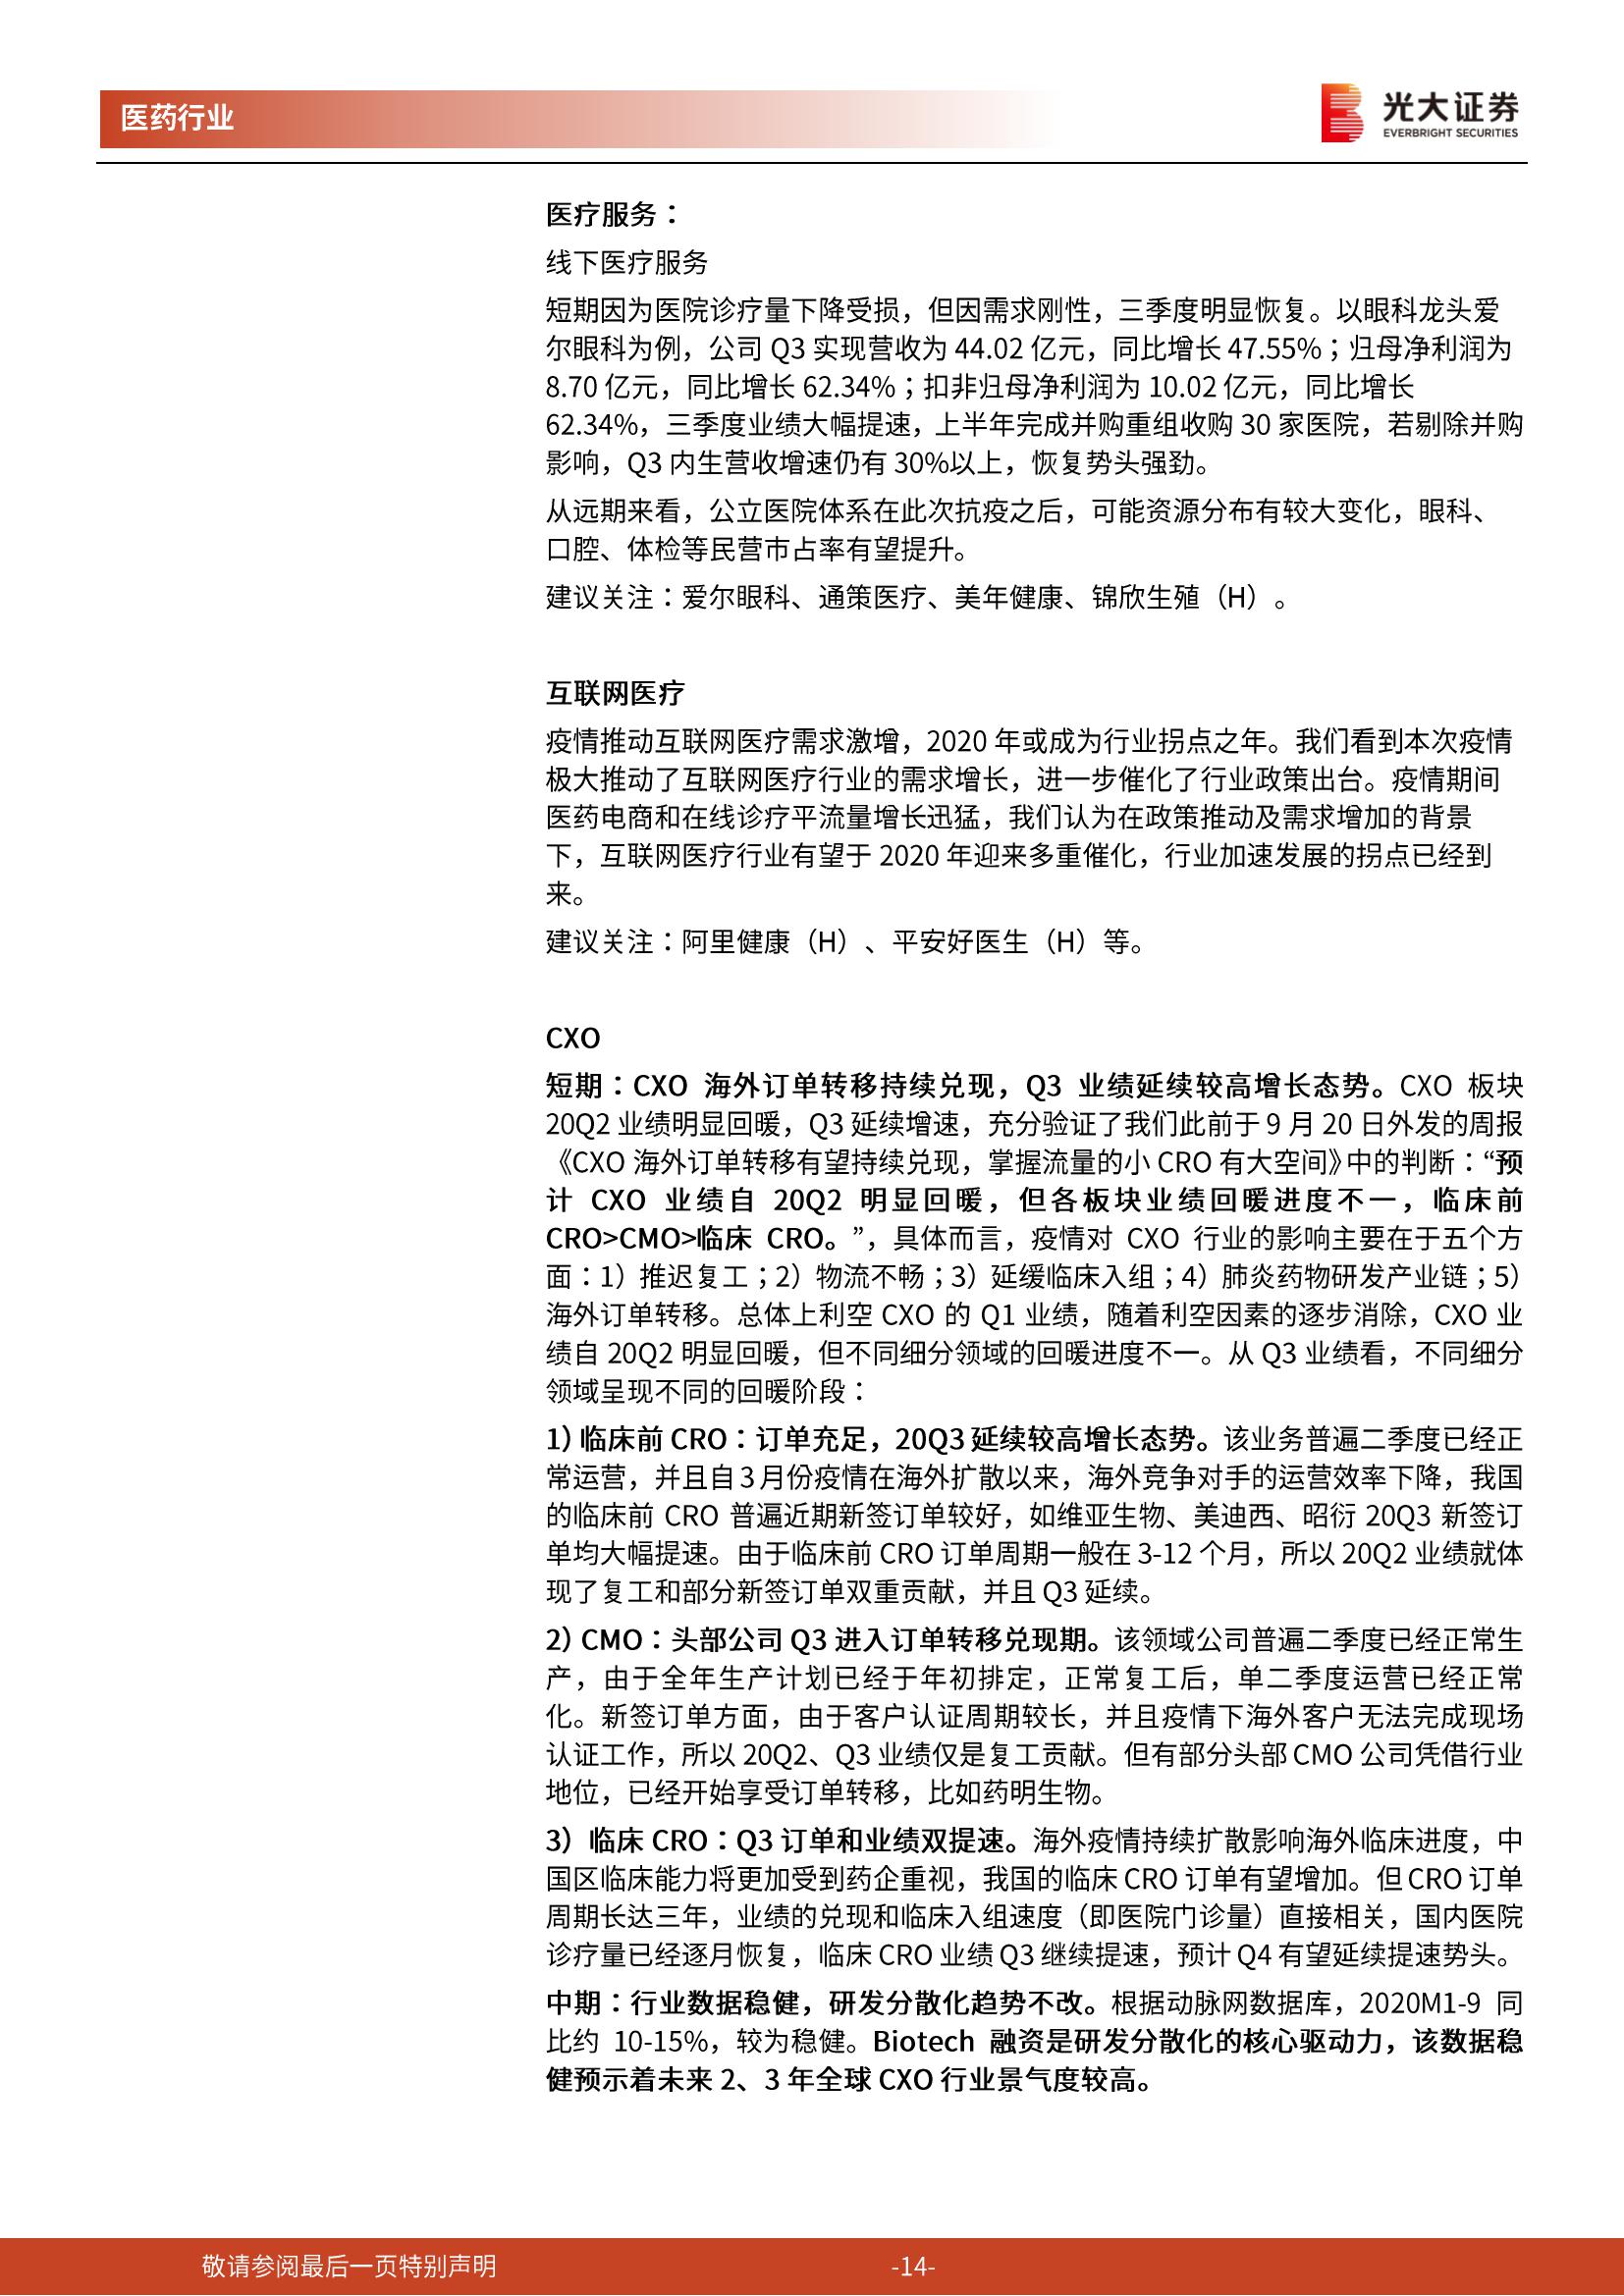 医药行业
光大证券
EVERBRIGHT SECURITIES
医疗服务：
线下医疗服务
短期因为医院诊疗量下降受损，但因需求刚性，三季度明显恢复。以眼科龙头爱
尔眼科为例，公司 Q3 实现营收为 44.02 亿元，同比增长 47.55%；归母净利润为
8.70 亿元，同比增长 62.34%；扣非归母净利润为 10.02 亿元，同比增长
62.34%，三季度业绩大幅提速，上半年完成并购重组收购 30 家医院，若剔除并购
影响，Q3 内生营收增速仍有 30%以上，恢复势头强劲。
从远期来看，公立医院体系在此次抗疫之后，可能资源分布有较大变化，眼科、
口腔、体检等民营市占率有望提升。
建议关注：爱尔眼科、通策医疗、美年健康、锦欣生殖（H）。
互联网医疗
疫情推动互联网医疗需求激增，2020 年或成为行业拐点之年。我们看到本次疫情
极大推动了互联网医疗行业的需求增长，进一步催化了行业政策出台。疫情期间
医药电商和在线诊疗平流量增长迅猛，我们认为在政策推动及需求增加的背景
下，互联网医疗行业有望于 2020 年迎来多重催化，行业加速发展的拐点已经到
来。
建议关注：阿里健康（H）、平安好医生（H）等。
CXO
短期：CXO 海外订单转移持续兑现，Q3 业绩延续较高增长态势。CXO 板块
20Q2 业绩明显回暖，Q3 延续增速，充分验证了我们此前于 9 月 20 日外发的周报
《CXO 海外订单转移有望持续兑现，掌握流量的小 CRO 有大空间》中的判断：“预
计 CXO 业绩自 20Q2 明显回暖，但各板块业绩回暖进度不一，临床前
CRO>CMO>临床 CRO。”，具体而言，疫情对 CXO 行业的影响主要在于五个方
面：1）推迟复工；2）物流不畅；3）延缓临床入组；4）肺炎药物研发产业链；5）
海外订单转移。总体上利空 CXO 的 Q1 业绩，随着利空因素的逐步消除，CXO 业
绩自 20Q2 明显回暖，但不同细分领域的回暖进度不一。从 Q3 业绩看，不同细分
领域呈现不同的回暖阶段：
1）临床前 CRO：订单充足，20Q3 延续较高增长态势。该业务普遍二季度已经正
常运营，并且自 3 月份疫情在海外扩散以来，海外竞争对手的运营效率下降，我国
的临床前 CRO 普遍近期新签订单较好，如维亚生物、美迪西、昭衍 20Q3 新签订
单均大幅提速。由于临床前 CRO 订单周期一般在 3-12 个月，所以 20Q2 业绩就体
现了复工和部分新签订单双重贡献，并且 Q3 延续。
2）CMO：头部公司 Q3 进入订单转移兑现期。该领域公司普遍二季度已经正常生
产，由于全年生产计划已经于年初排定，正常复工后，单二季度运营已经正常
化。新签订单方面，由于客户认证周期较长，并且疫情下海外客户无法完成现场
认证工作，所以 20Q2、Q3 业绩仅是复工贡献。但有部分头部 CMO 公司凭借行业
地位，已经开始享受订单转移，比如药明生物。
3）临床 CRO：Q3 订单和业绩双提速。海外疫情持续扩散影响海外临床进度，中
国区临床能力将更加受到药企重视，我国的临床 CRO 订单有望增加。但 CRO 订单
周期长达三年，业绩的兑现和临床入组速度（即医院门诊量）直接相关，国内医院
诊疗量已经逐月恢复，临床 CRO 业绩 Q3 继续提速，预计 Q4 有望延续提速势头。
中期：行业数据稳健，研发分散化趋势不改。根据动脉网数据库，2020M1-9 同
比约 10-15%，较为稳健。Biotech 融资是研发分散化的核心驱动力，该数据稳
健预示着未来 2、3 年全球 CXO 行业景气度较高。
敬请参阅最后一页特别声明
-14-